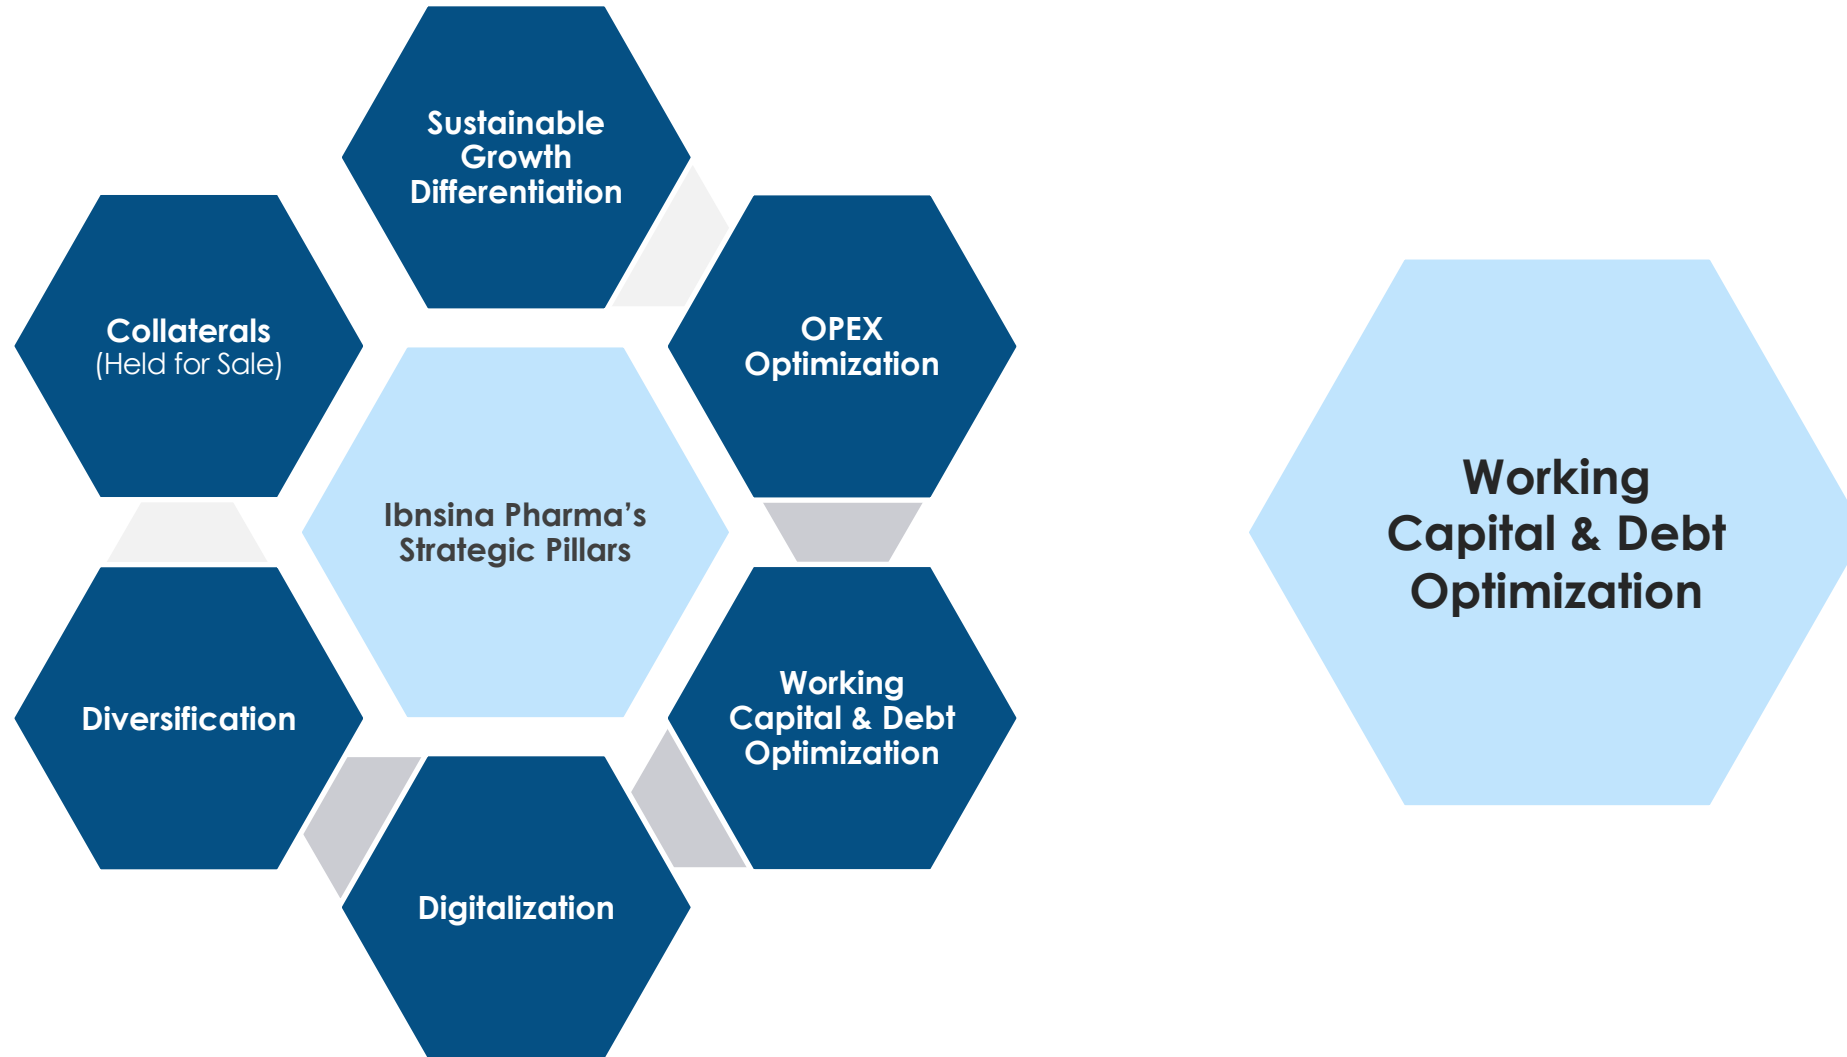 Sustainable
Growth
Differentiation
OPEX
Optimization
Working
Capital & Debt
Optimization
Digitalization
Diversification
Collaterals
(Held for Sale)
Ibnsina Pharma’s
Strategic Pillars
Working
Capital & Debt
Optimization